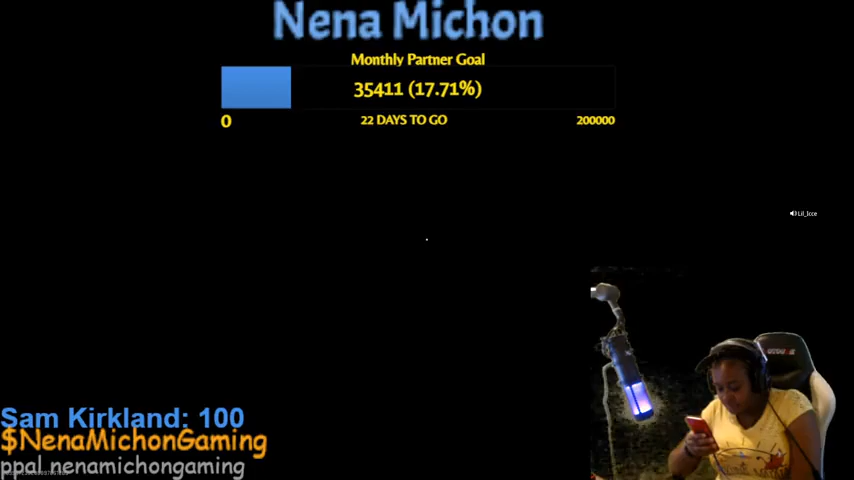 Nena Michon
Monthly Partner Goal
35411 (17.71%)
0 22 DAYS TO GO 200000
Lil_Icce
Sam Kirkland: 100
$NenaMichonGaming
ppal nenamichongaming